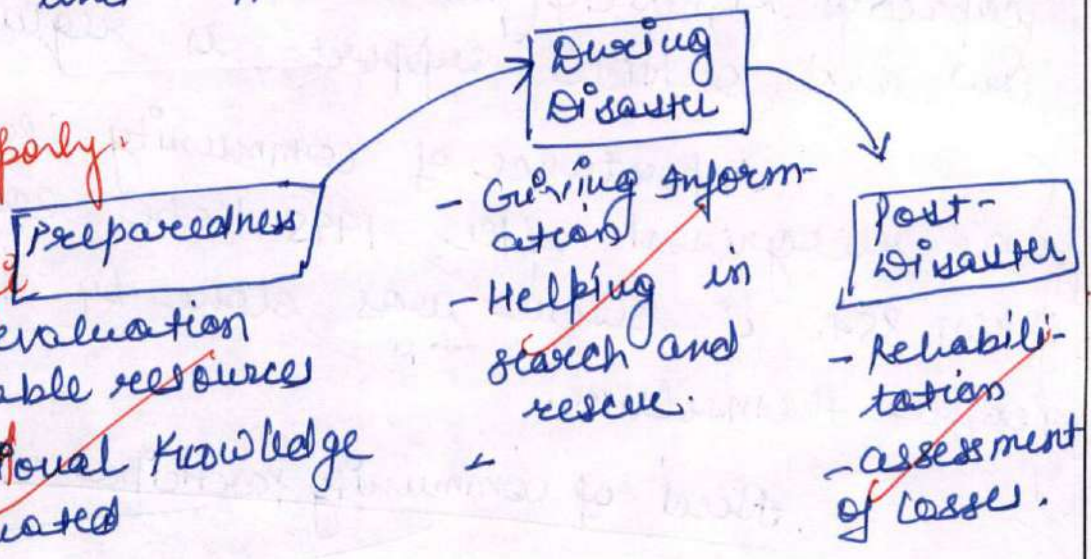 During
Disaster
porly.
Preparedness
- Giving Inform-
ation
- Helping in
search and
rescue.
-
Post-
Disaster
- Rehabili-
tation
- assessment
of losses.
evaluation
able resources
ional Knowledge